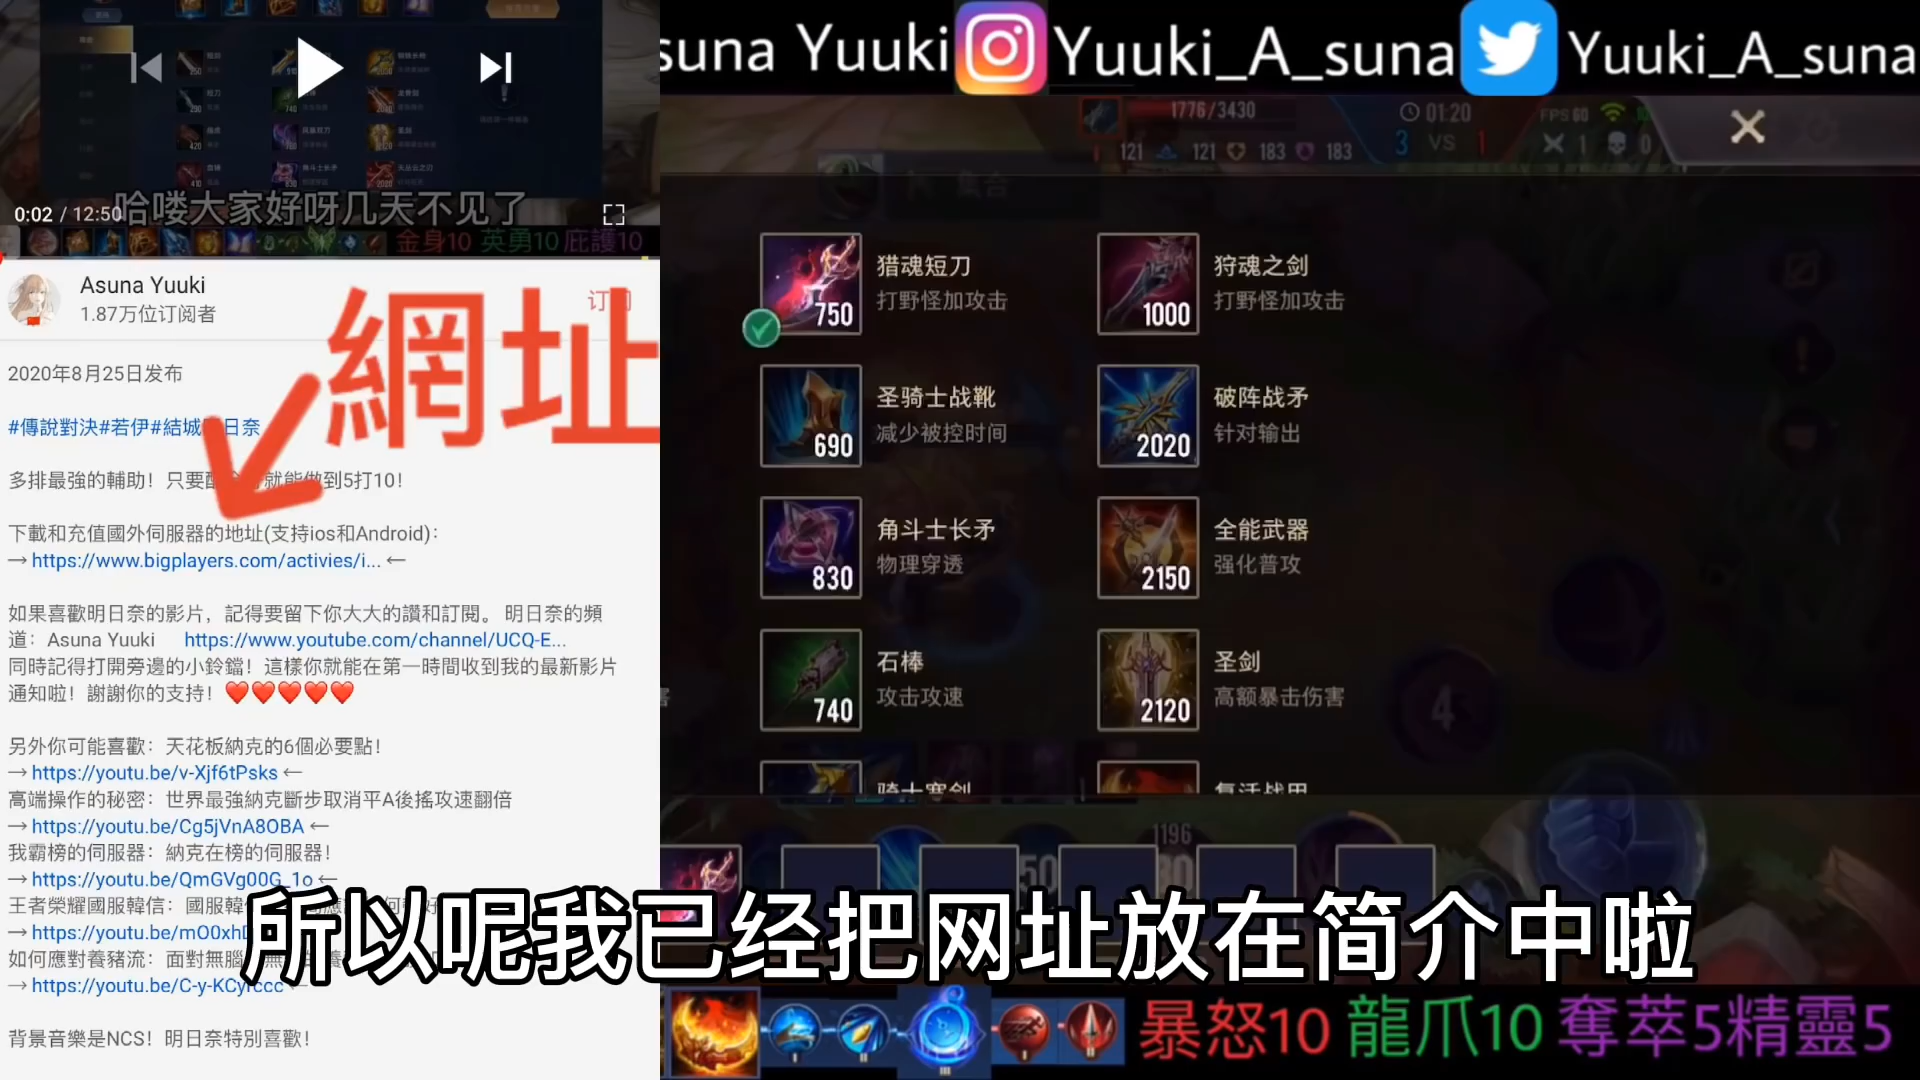 suna Yuuki Yuuki_A_suna Yuuki_A_suna
0:02 / 12:50
哈喽大家好呀几天不见了
金身10 英勇10 庇護10
Asuna Yuuki
1.87万位订阅者
網址
2020年8月25日发布
#傳說對決#若伊#結城 日奈
多排最強的輔助！只要 就能做到5打10！
下載和充值國外伺服器的地址(支持ios和Android)：
→ https://www.bigplayers.com/activies/i... ←
如果喜歡明日奈的影片，記得要留下你大大的讚和訂閱。 明日奈的頻
道：Asuna Yuuki https://www.youtube.com/channel/UCQ-E...
同時記得打開旁邊的小鈴鐺！這樣你就能在第一時間收到我的最新影片
通知啦！謝謝你的支持！❤❤❤❤❤
另外你可能喜歡：天花板納克的6個必要點！
→ https://youtu.be/v-Xjf6tPsks ←
高端操作的秘密：世界最強納克斷步取消平A後搖攻速翻倍
→ https://youtu.be/Cg5jVnA8OBA ←
我霸榜的伺服器：納克在榜的伺服器！
→ https://youtu.be/QmGVg00G_1o ←
王者榮耀國服韓信：國服韓
→ https://youtu.be/mO0xh
如何應對養豬流：面對無腦
→ https://youtu.be/C-y-KCyrccc ←
背景音樂是NCS！明日奈特別喜歡！
1776/3430
121 121 183 183
01:20
3 VS 1
FPS 60
1 0
集合
猎魂短刀
打野怪加攻击
750
狩魂之剑
打野怪加攻击
1000
圣骑士战靴
减少被控时间
690
破阵战矛
针对输出
2020
角斗士长矛
物理穿透
830
全能武器
强化普攻
2150
石棒
攻击攻速
740
圣剑
高额暴击伤害
2120
4
1196
所以呢我已经把网址放在简介中啦
暴怒10 龍爪10 奪萃5精靈5